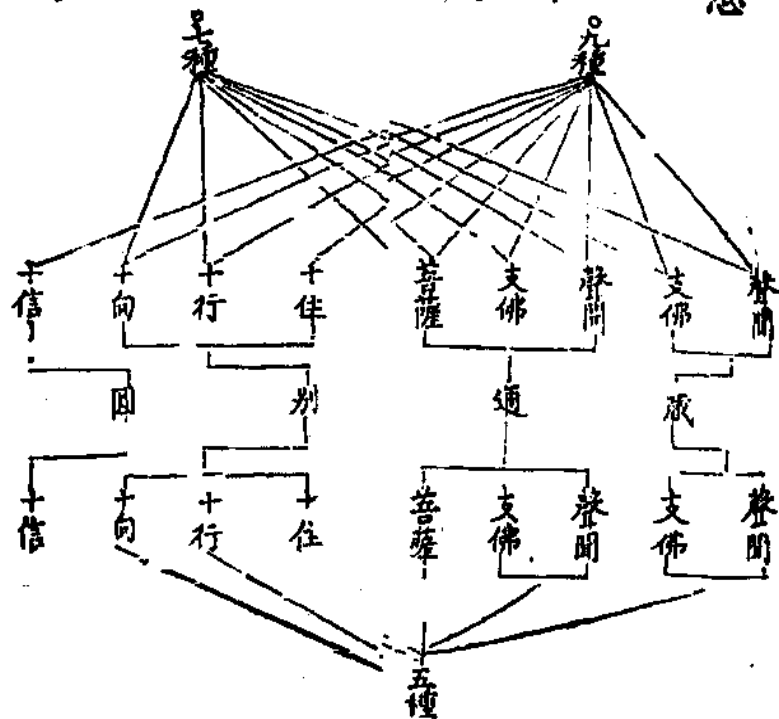 九種
七種
聲聞
支佛
聲聞
支佛
菩薩
十住
十行
十向
十信
通
别
圓
聲聞
支佛
聲聞
支佛
菩薩
十住
十行
十向
十信
五種